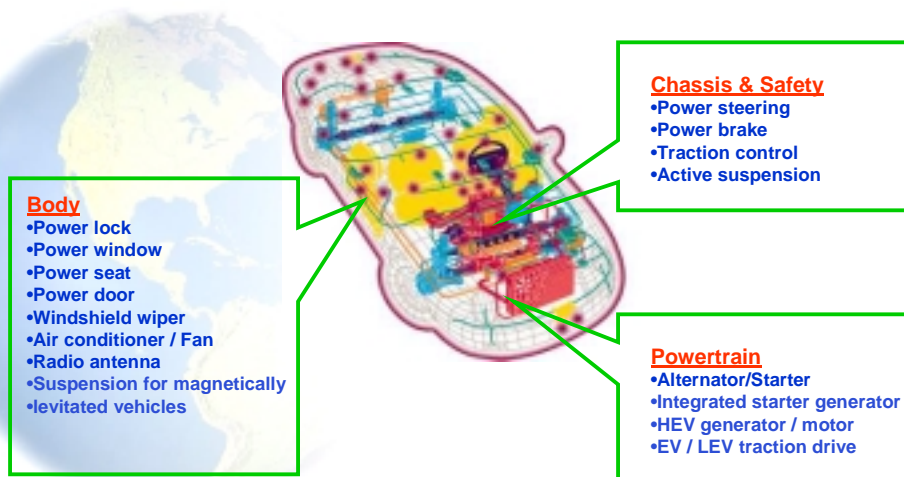 Chassis & Safety
•Power steering
•Power brake
•Traction control
•Active suspension
Body
•Power lock
•Power window
•Power seat
•Power door
•Windshield wiper
•Air conditioner / Fan
•Radio antenna
•Suspension for magnetically
•levitated vehicles
Powertrain
•Alternator/Starter
•Integrated starter generator
•HEV generator / motor
•EV / LEV traction drive